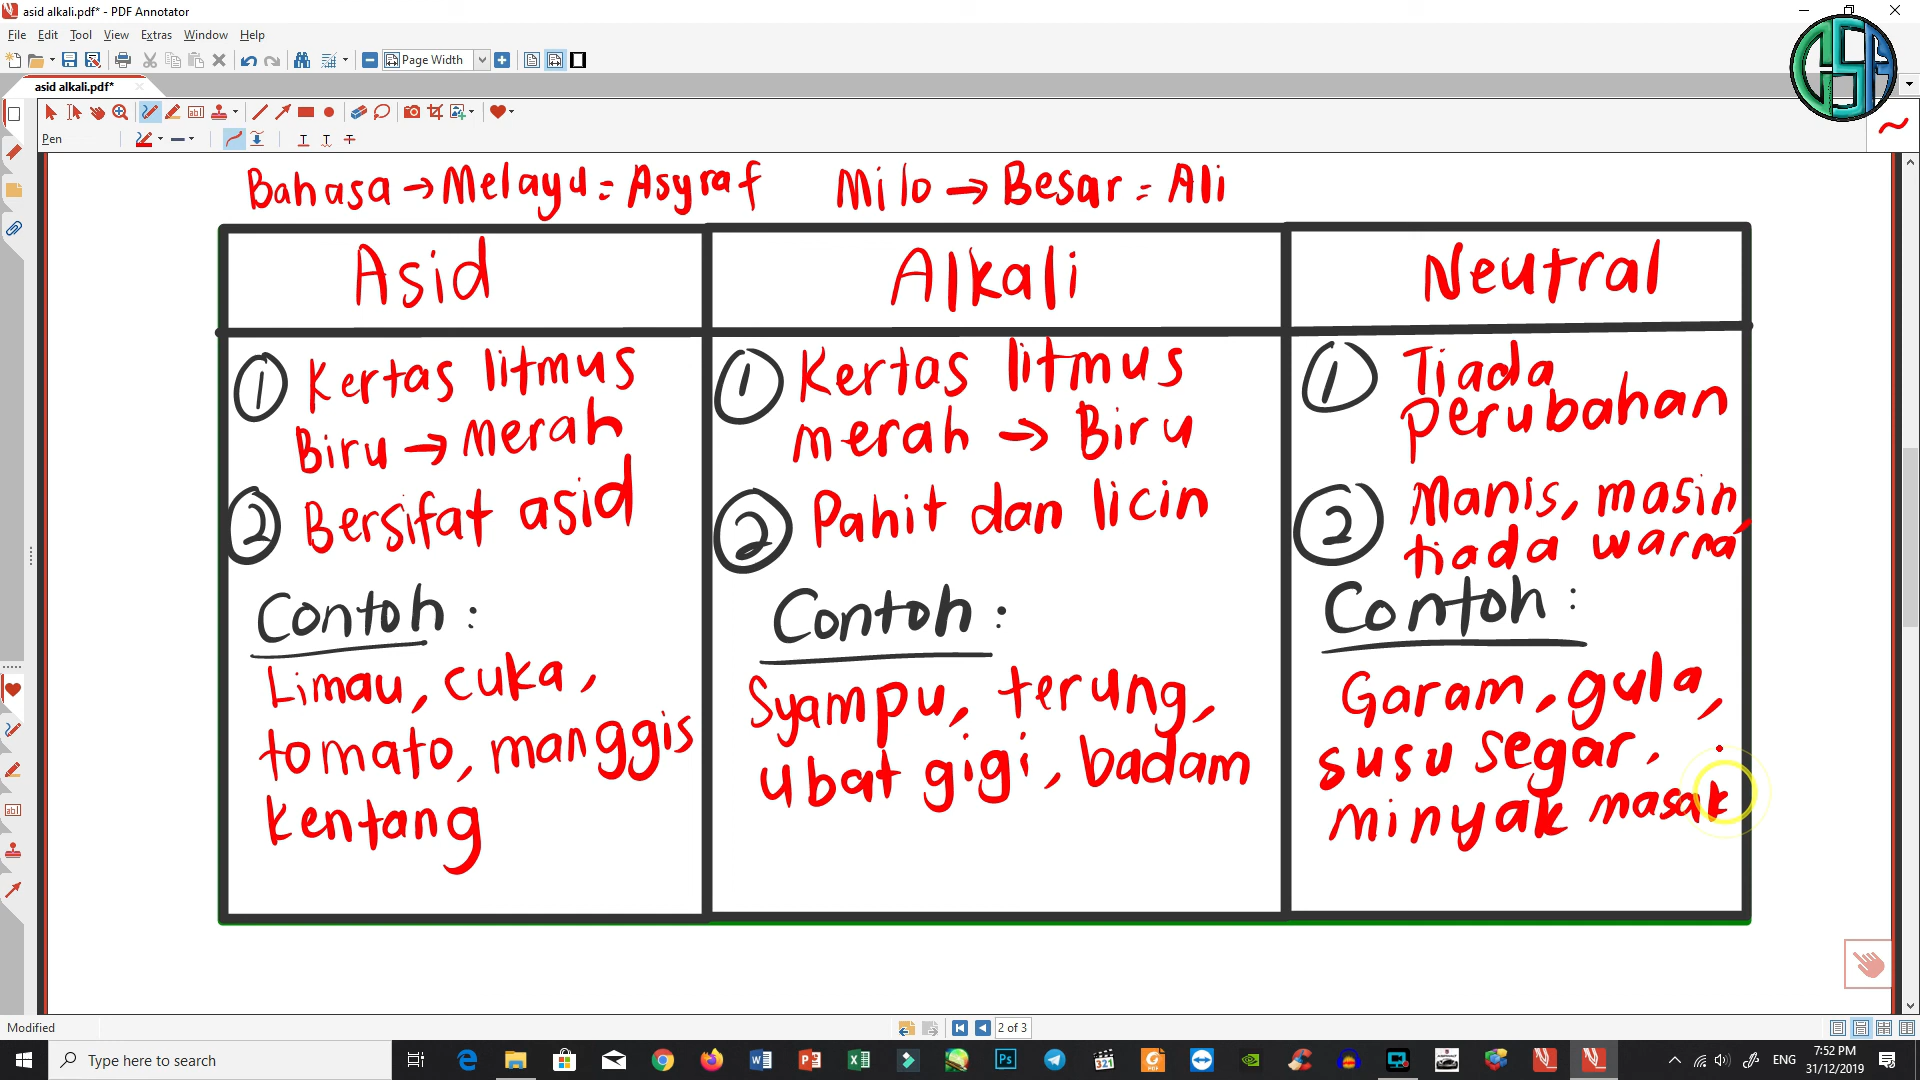 asid alkali.pdf* - PDF Annotator
File Edit Tool View Extras Window Help
Page Width
asid alkali.pdf*
Pen
Bahasa → Melayu = Asyraf Milo → Besar = Ali
Asid
① Kertas litmus
Biru → merah
② Bersifat asid
Contoh :
Limau, cuka,
tomato, manggis
kentang
Alkali
① Kertas litmus
merah → Biru
② Pahit dan licin
Contoh :
Syampu, terung,
ubat gigi, badam
Neutral
① Tiada
perubahan
② Manis, masin,
tiada warna
Contoh :
Garam, gula,
susu segar,
minyak masak
Modified
2 of 3
Type here to search
ENG
7:52 PM
31/12/2019